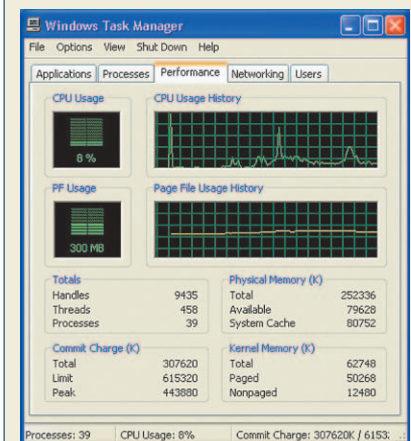 Windows Task Manager
File Options View Shut Down Help
Applications Processes Performance Networking Users
CPU Usage
CPU Usage History
8 %
PF Usage
Page File Usage History
300 MB
Totals
Handles 9435
Threads 458
Processes 39
Physical Memory (K)
Total 252336
Available 79628
System Cache 80752
Commit Charge (K)
Total 307620
Limit 615320
Peak 443880
Kernel Memory (K)
Total 62748
Paged 50268
Nonpaged 12480
Processes: 39 CPU Usage: 8% Commit Charge: 307620K / 6153